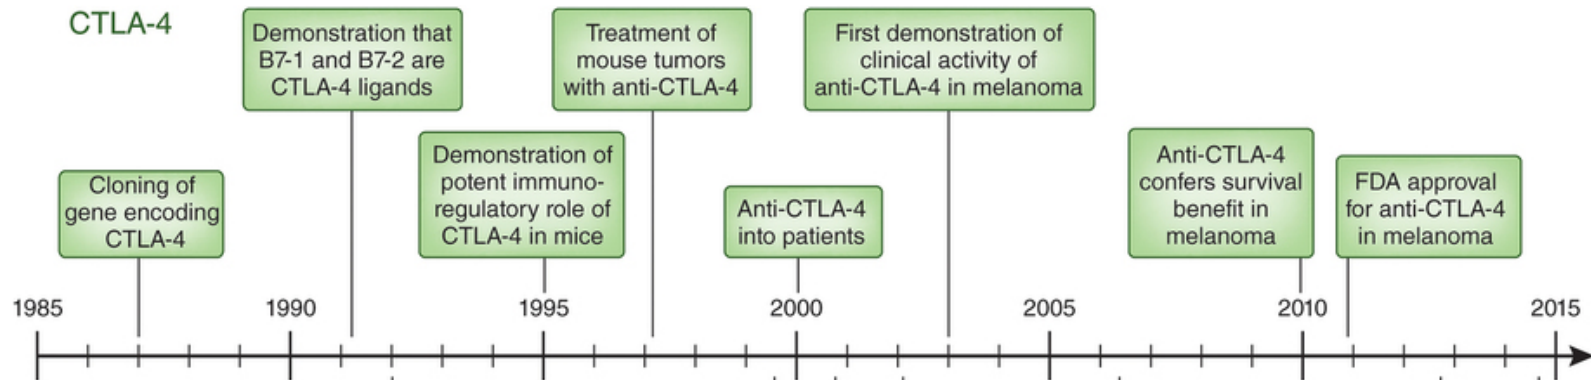 CTLA-4
Demonstration that
B7-1 and B7-2 are
CTLA-4 ligands
Treatment of
mouse tumors
with anti-CTLA-4
First demonstration of
clinical activity of
anti-CTLA-4 in melanoma
Cloning of
gene encoding
CTLA-4
Demonstration of
potent immuno-
regulatory role of
CTLA-4 in mice
Anti-CTLA-4
into patients
Anti-CTLA-4
confers survival
benefit in
melanoma
FDA approval
for anti-CTLA-4
in melanoma
1985 1990 1995 2000 2005 2010 2015